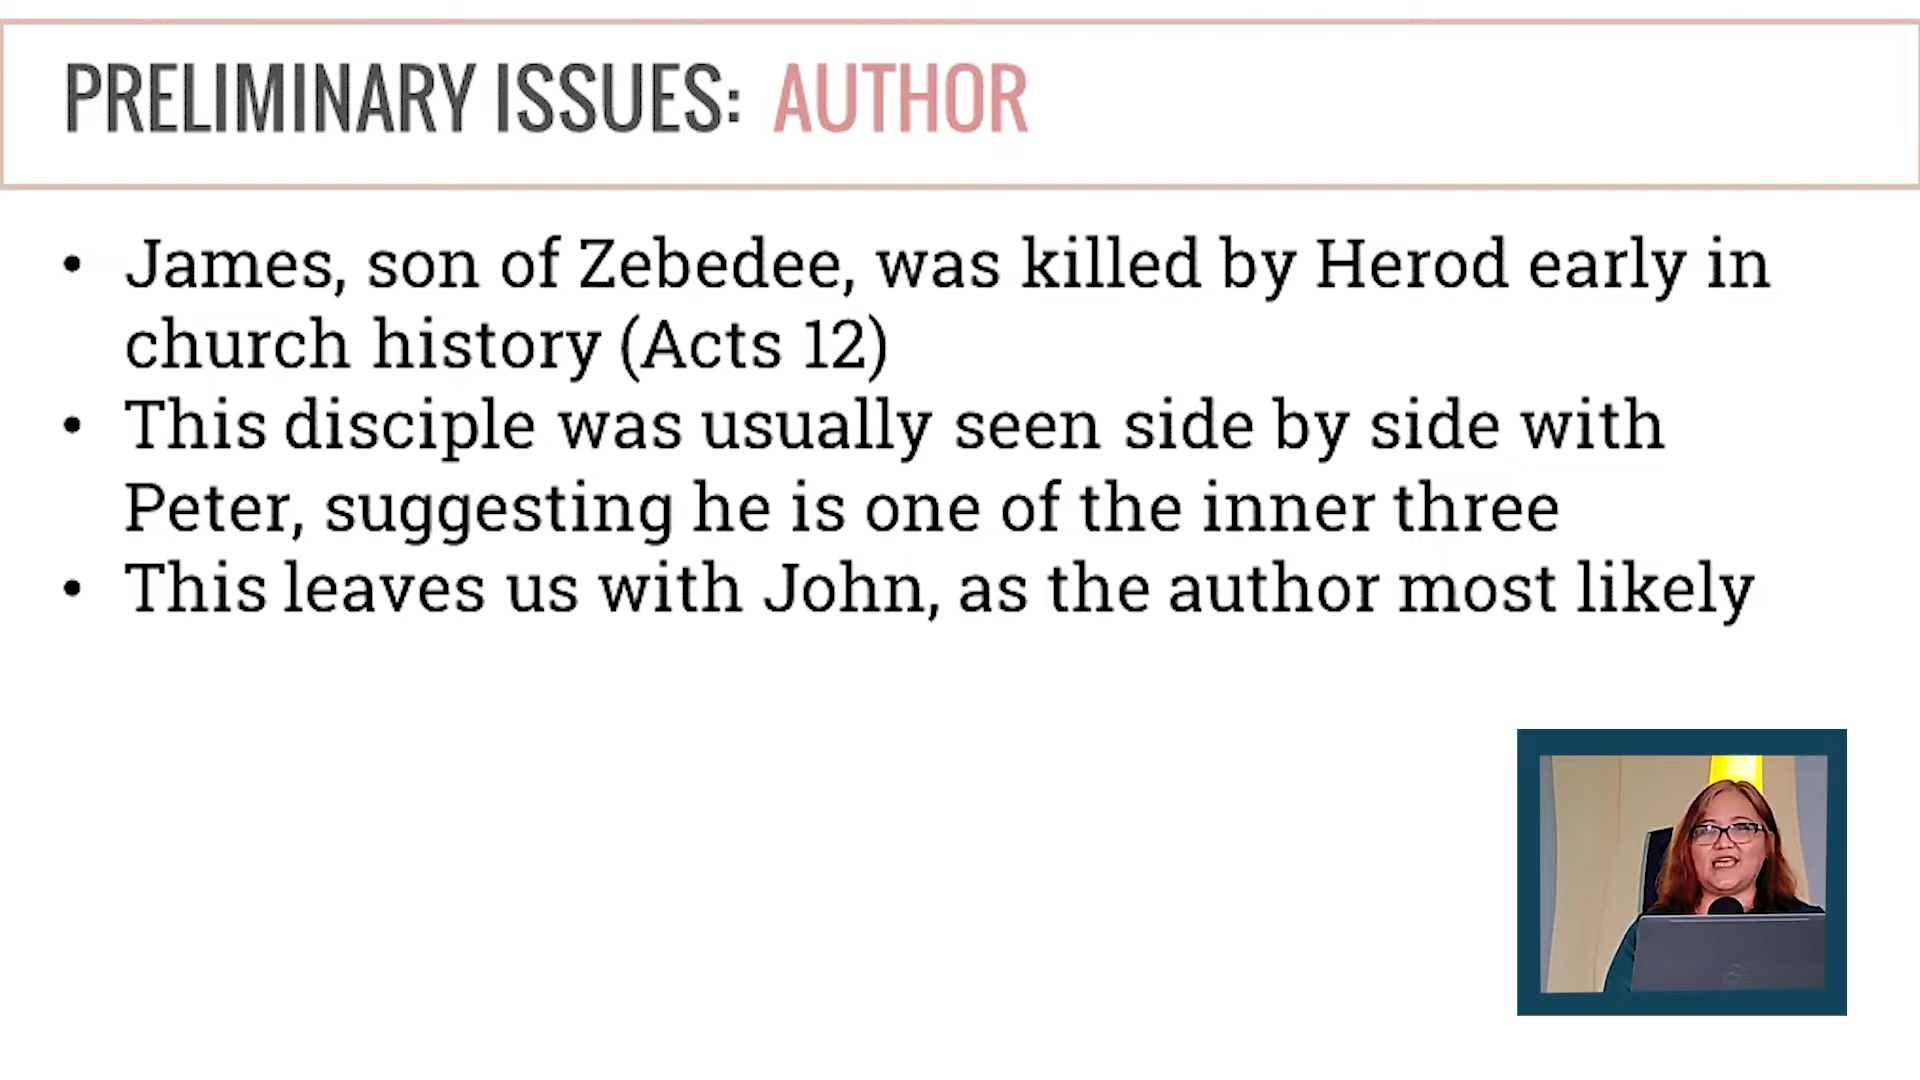 PRELIMINARY ISSUES: AUTHOR
• James, son of Zebedee, was killed by Herod early in
church history (Acts 12)
• This disciple was usually seen side by side with
Peter, suggesting he is one of the inner three
• This leaves us with John, as the author most likely